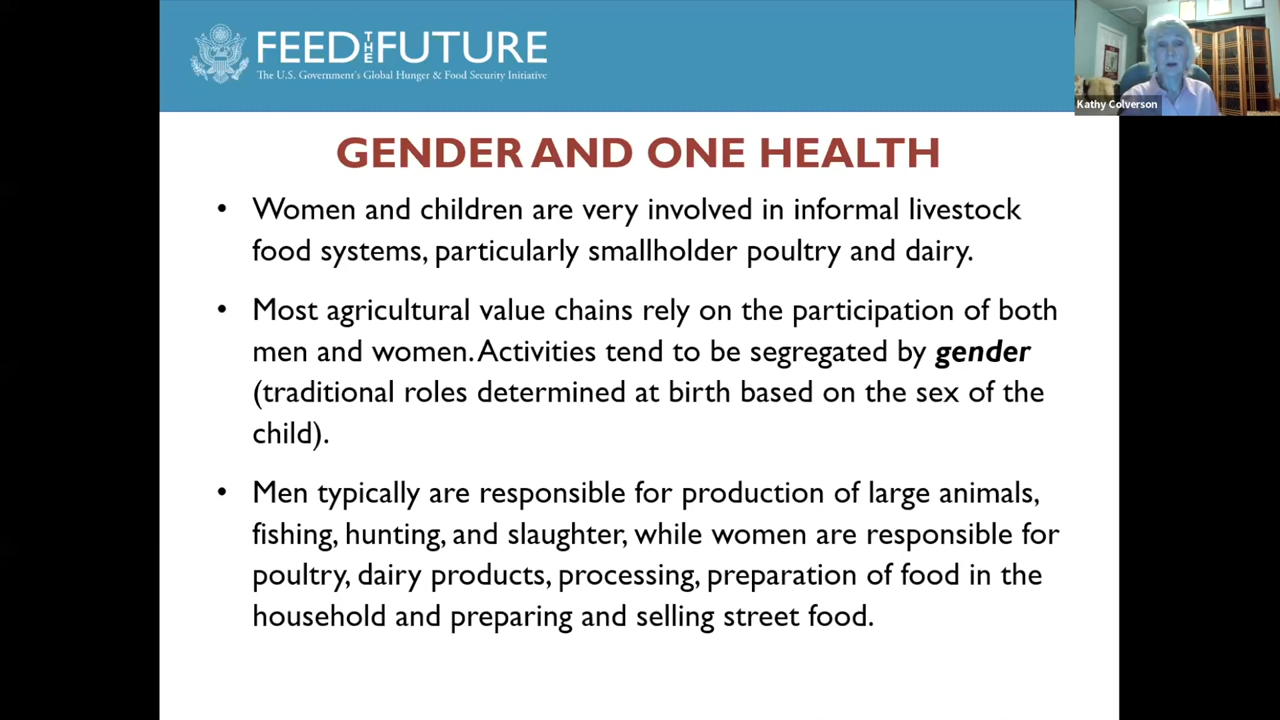 FEED THE FUTURE
The U.S. Government's Global Hunger & Food Security Initiative
Kathy Colverson
GENDER AND ONE HEALTH
• Women and children are very involved in informal livestock
food systems, particularly smallholder poultry and dairy.
• Most agricultural value chains rely on the participation of both
men and women. Activities tend to be segregated by gender
(traditional roles determined at birth based on the sex of the
child).
• Men typically are responsible for production of large animals,
fishing, hunting, and slaughter, while women are responsible for
poultry, dairy products, processing, preparation of food in the
household and preparing and selling street food.